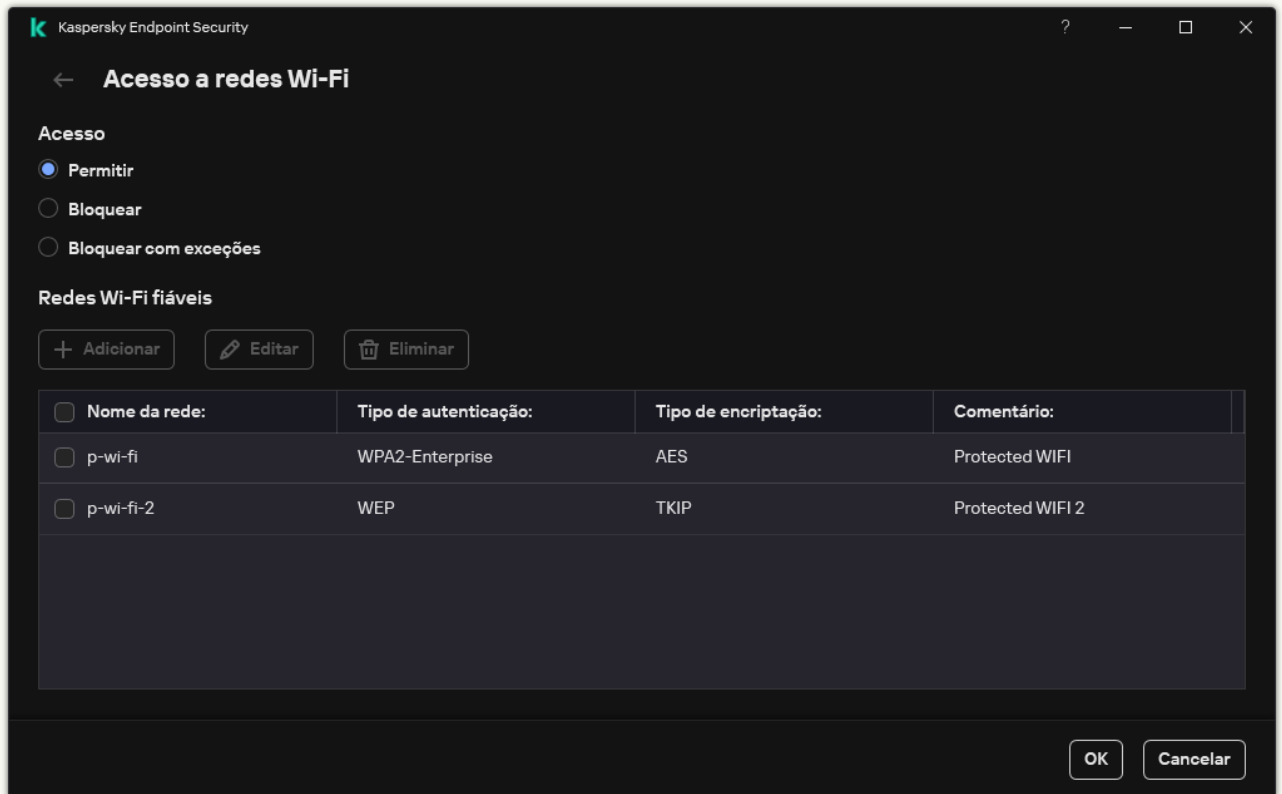 Kaspersky Endpoint Security
?
Acesso a redes Wi-Fi
Acesso
Permitir
Bloquear
Bloquear com exceções
Redes Wi-Fi fiáveis
Adicionar Editar Eliminar
Nome da rede: Tipo de autenticação: Tipo de encriptação: Comentário:
p-wi-fi WPA2-Enterprise AES Protected WIFI
p-wi-fi-2 WEP TKIP Protected WIFI 2
OK Cancelar